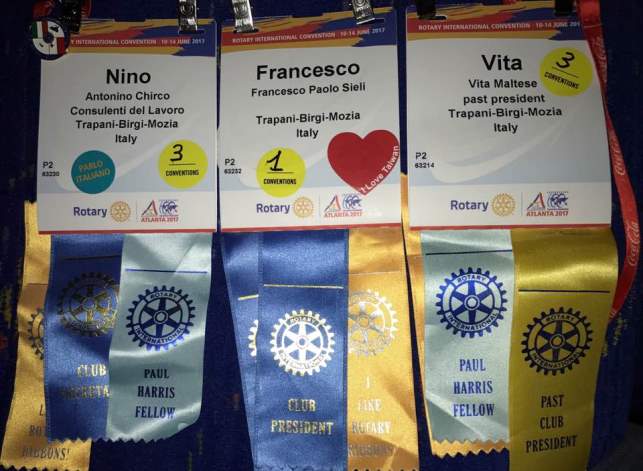 ROTARY INTERNATIONAL CONVENTION · 10-14 JUNE 2017
Nino
Antonino Chirco
Consulenti del Lavoro
Trapani-Birgi-Mozia
Italy
P2
63230
PARLO
ITALIANO
3
CONVENTIONS
Rotary
ATLANTA 2017
CLUB
PAUL
HARRIS
FELLOW
ROTARY INTERNATIONAL
ROTARY INTERNATIONAL CONVENTION · 10-14 JUNE 2017
Francesco
Francesco Paolo Sieli
Trapani-Birgi-Mozia
Italy
P2
63232
1
CONVENTIONS
I Love Taiwan
Rotary
ATLANTA 2017
ROTARY INTERNATIONAL
CLUB
PRESIDENT
I
LIKE
ROTARY
RIBBONS!
ROTARY INTERNATIONAL CONVENTION · 10-14 JUNE 2017
Vita
Vita Maltese
past president
Trapani-Birgi-Mozia
Italy
3
CONVENTIONS
P2
63214
Rotary
ATLANTA 2017
ROTARY INTERNATIONAL
PAUL
HARRIS
FELLOW
ROTARY INTERNATIONAL
PAST
CLUB
PRESIDENT
Coca-Cola